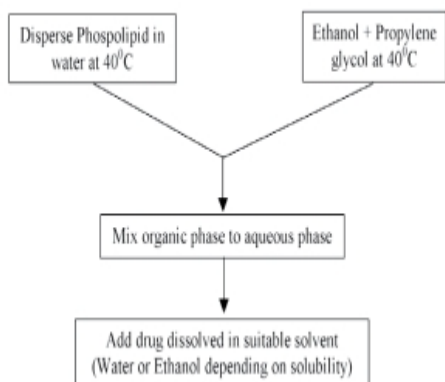 Disperse Phospolipid in
water at 40⁰C
Ethanol + Propylene
glycol at 40⁰C
Mix organic phase to aqueous phase
Add drug dissolved in suitable solvent
(Water or Ethanol depending on solubility)